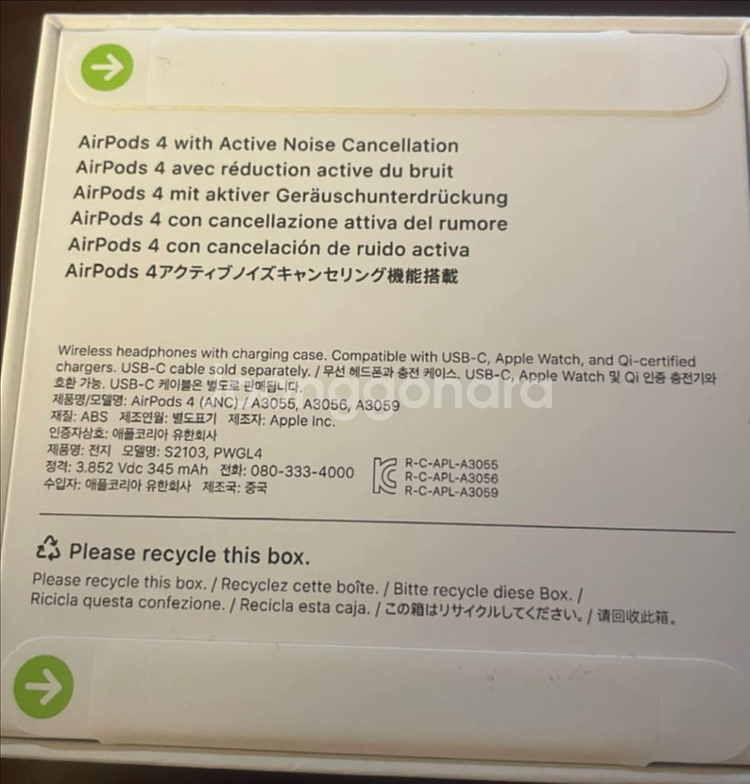 AirPods 4 with Active Noise Cancellation
AirPods 4 avec réduction active du bruit
AirPods 4 mit aktiver Geräuschunterdrückung
AirPods 4 con cancellazione attiva del rumore
AirPods 4 con cancelación de ruido activa
AirPods 4アクティブノイズキャンセリング機能搭載
Wireless headphones with charging case. Compatible with USB-C, Apple Watch, and Qi-certified
chargers. USB-C cable sold separately. / 무선 헤드폰과 충전 케이스. USB-C, Apple Watch 및 Qi 인증 충전기와
호환 가능. USB-C 케이블은 별도로 판매됩니다.
제품명/모델명: AirPods 4 (ANC) / A3055, A3056, A3059
재질: ABS 제조연월: 별도표기 제조자: Apple Inc.
인증자상호: 애플코리아 유한회사
제품명: 전지 모델명: S2103, PWGL4
정격: 3.852 Vdc 345 mAh 전화: 080-333-4000
수입자: 애플코리아 유한회사 제조국: 중국
R-C-APL-A3055
R-C-APL-A3056
R-C-APL-A3059
Please recycle this box.
Please recycle this box. / Recyclez cette boîte. / Bitte recycle diese Box. /
Ricicla questa confezione. / Recicla esta caja. / この箱はリサイクルしてください。/ 请回收此箱。